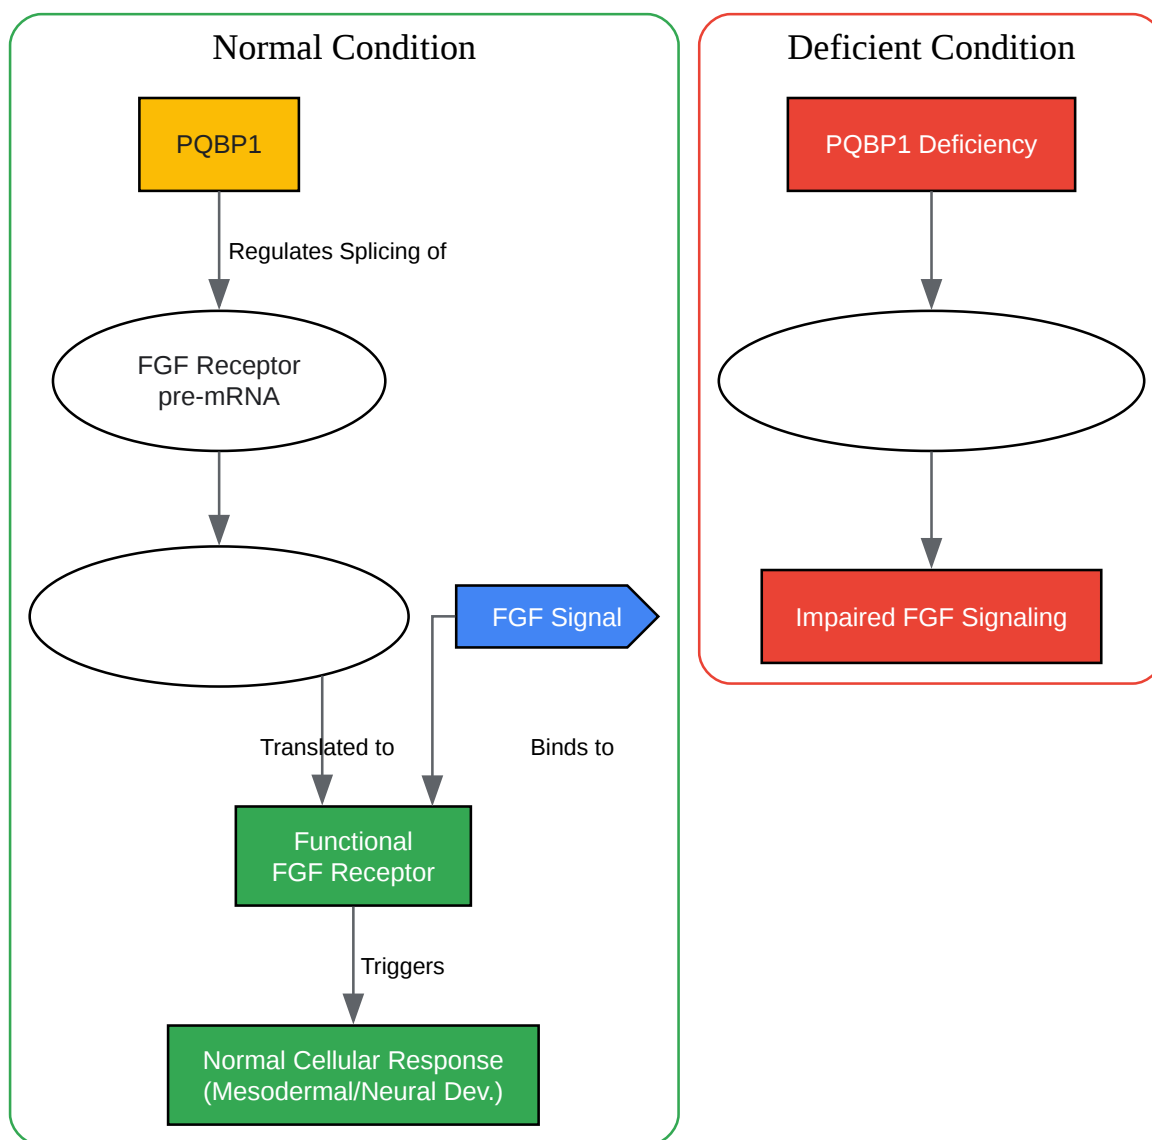 Normal Condition
PQBP1
Regulates Splicing of
FGF Receptor
pre-mRNA
FGF Signal
Translated to
Binds to
Functional
FGF Receptor
Triggers
Normal Cellular Response
(Mesodermal/Neural Dev.)
Deficient Condition
PQBP1 Deficiency
Impaired FGF Signaling